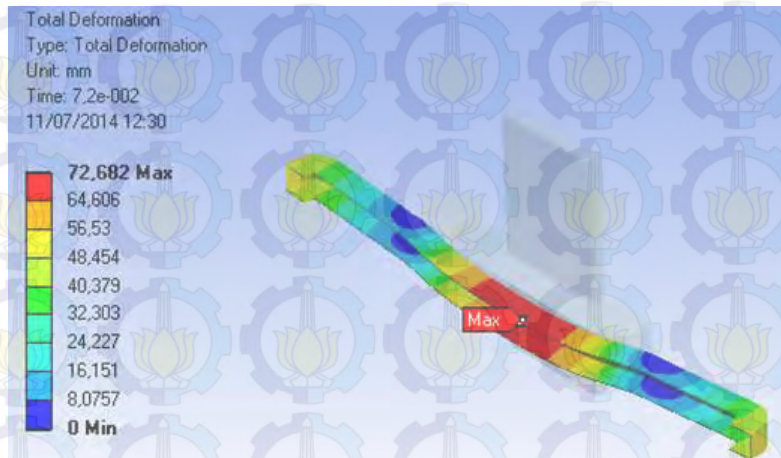 Total Deformation
Type: Total Deformation
Unit: mm
Time: 7,2e-002
11/07/2014 12:30
72,682 Max
64,606
56,53
48,454
40,379
32,303
24,227
16,151
8,0757
0 Min
Max